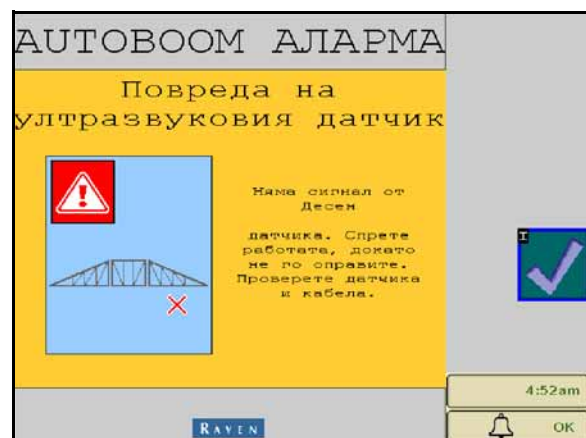 AUTOBOOM АЛАРМА
Повреда на
ултразвуковия датчик
Няма сигнал от
Десен
датчика. Спрете
работата, докато
не го оправите.
Проверете датчика
и кабела.
I
4:52am
RAVEN
OK